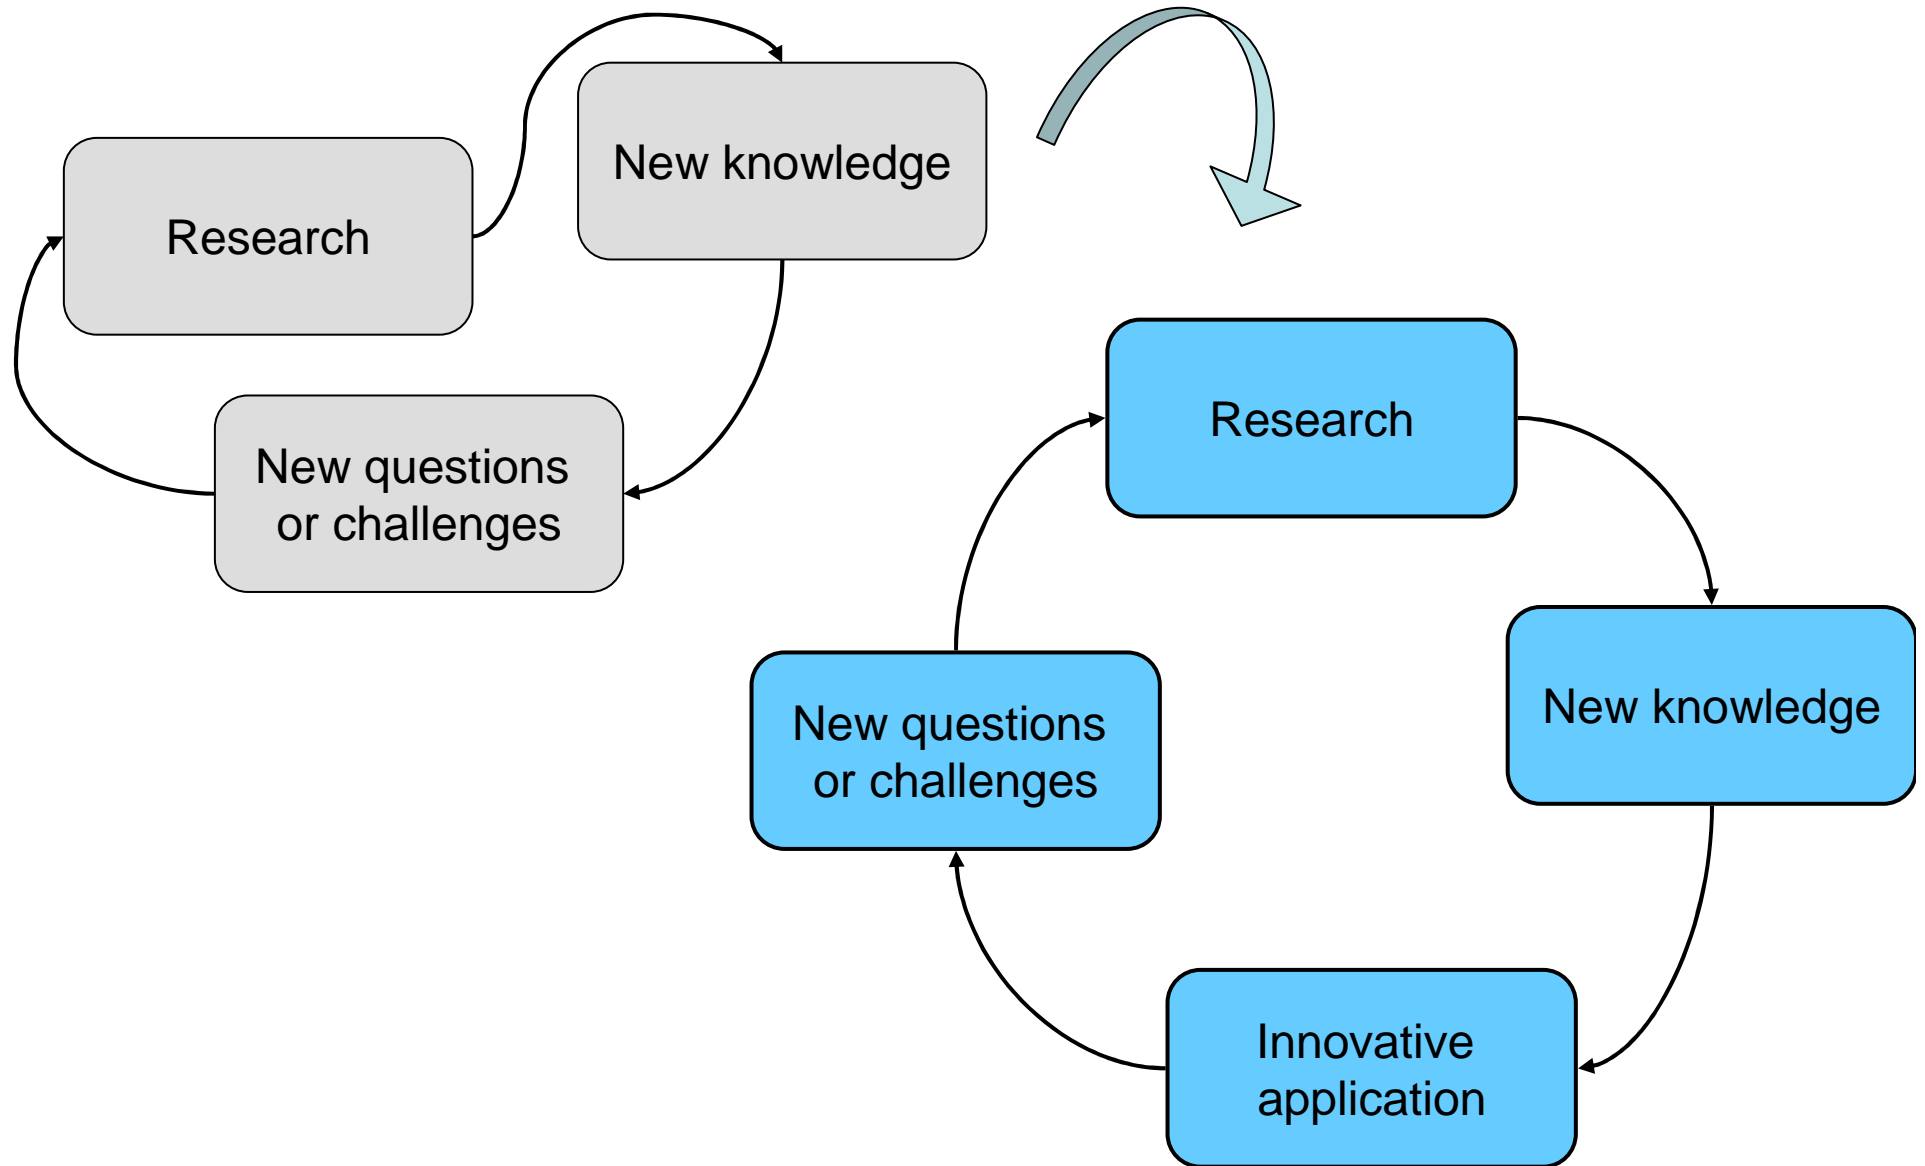 New knowledge
Research
New questions
or challenges
Research
New knowledge
New questions
or challenges
Innovative
application